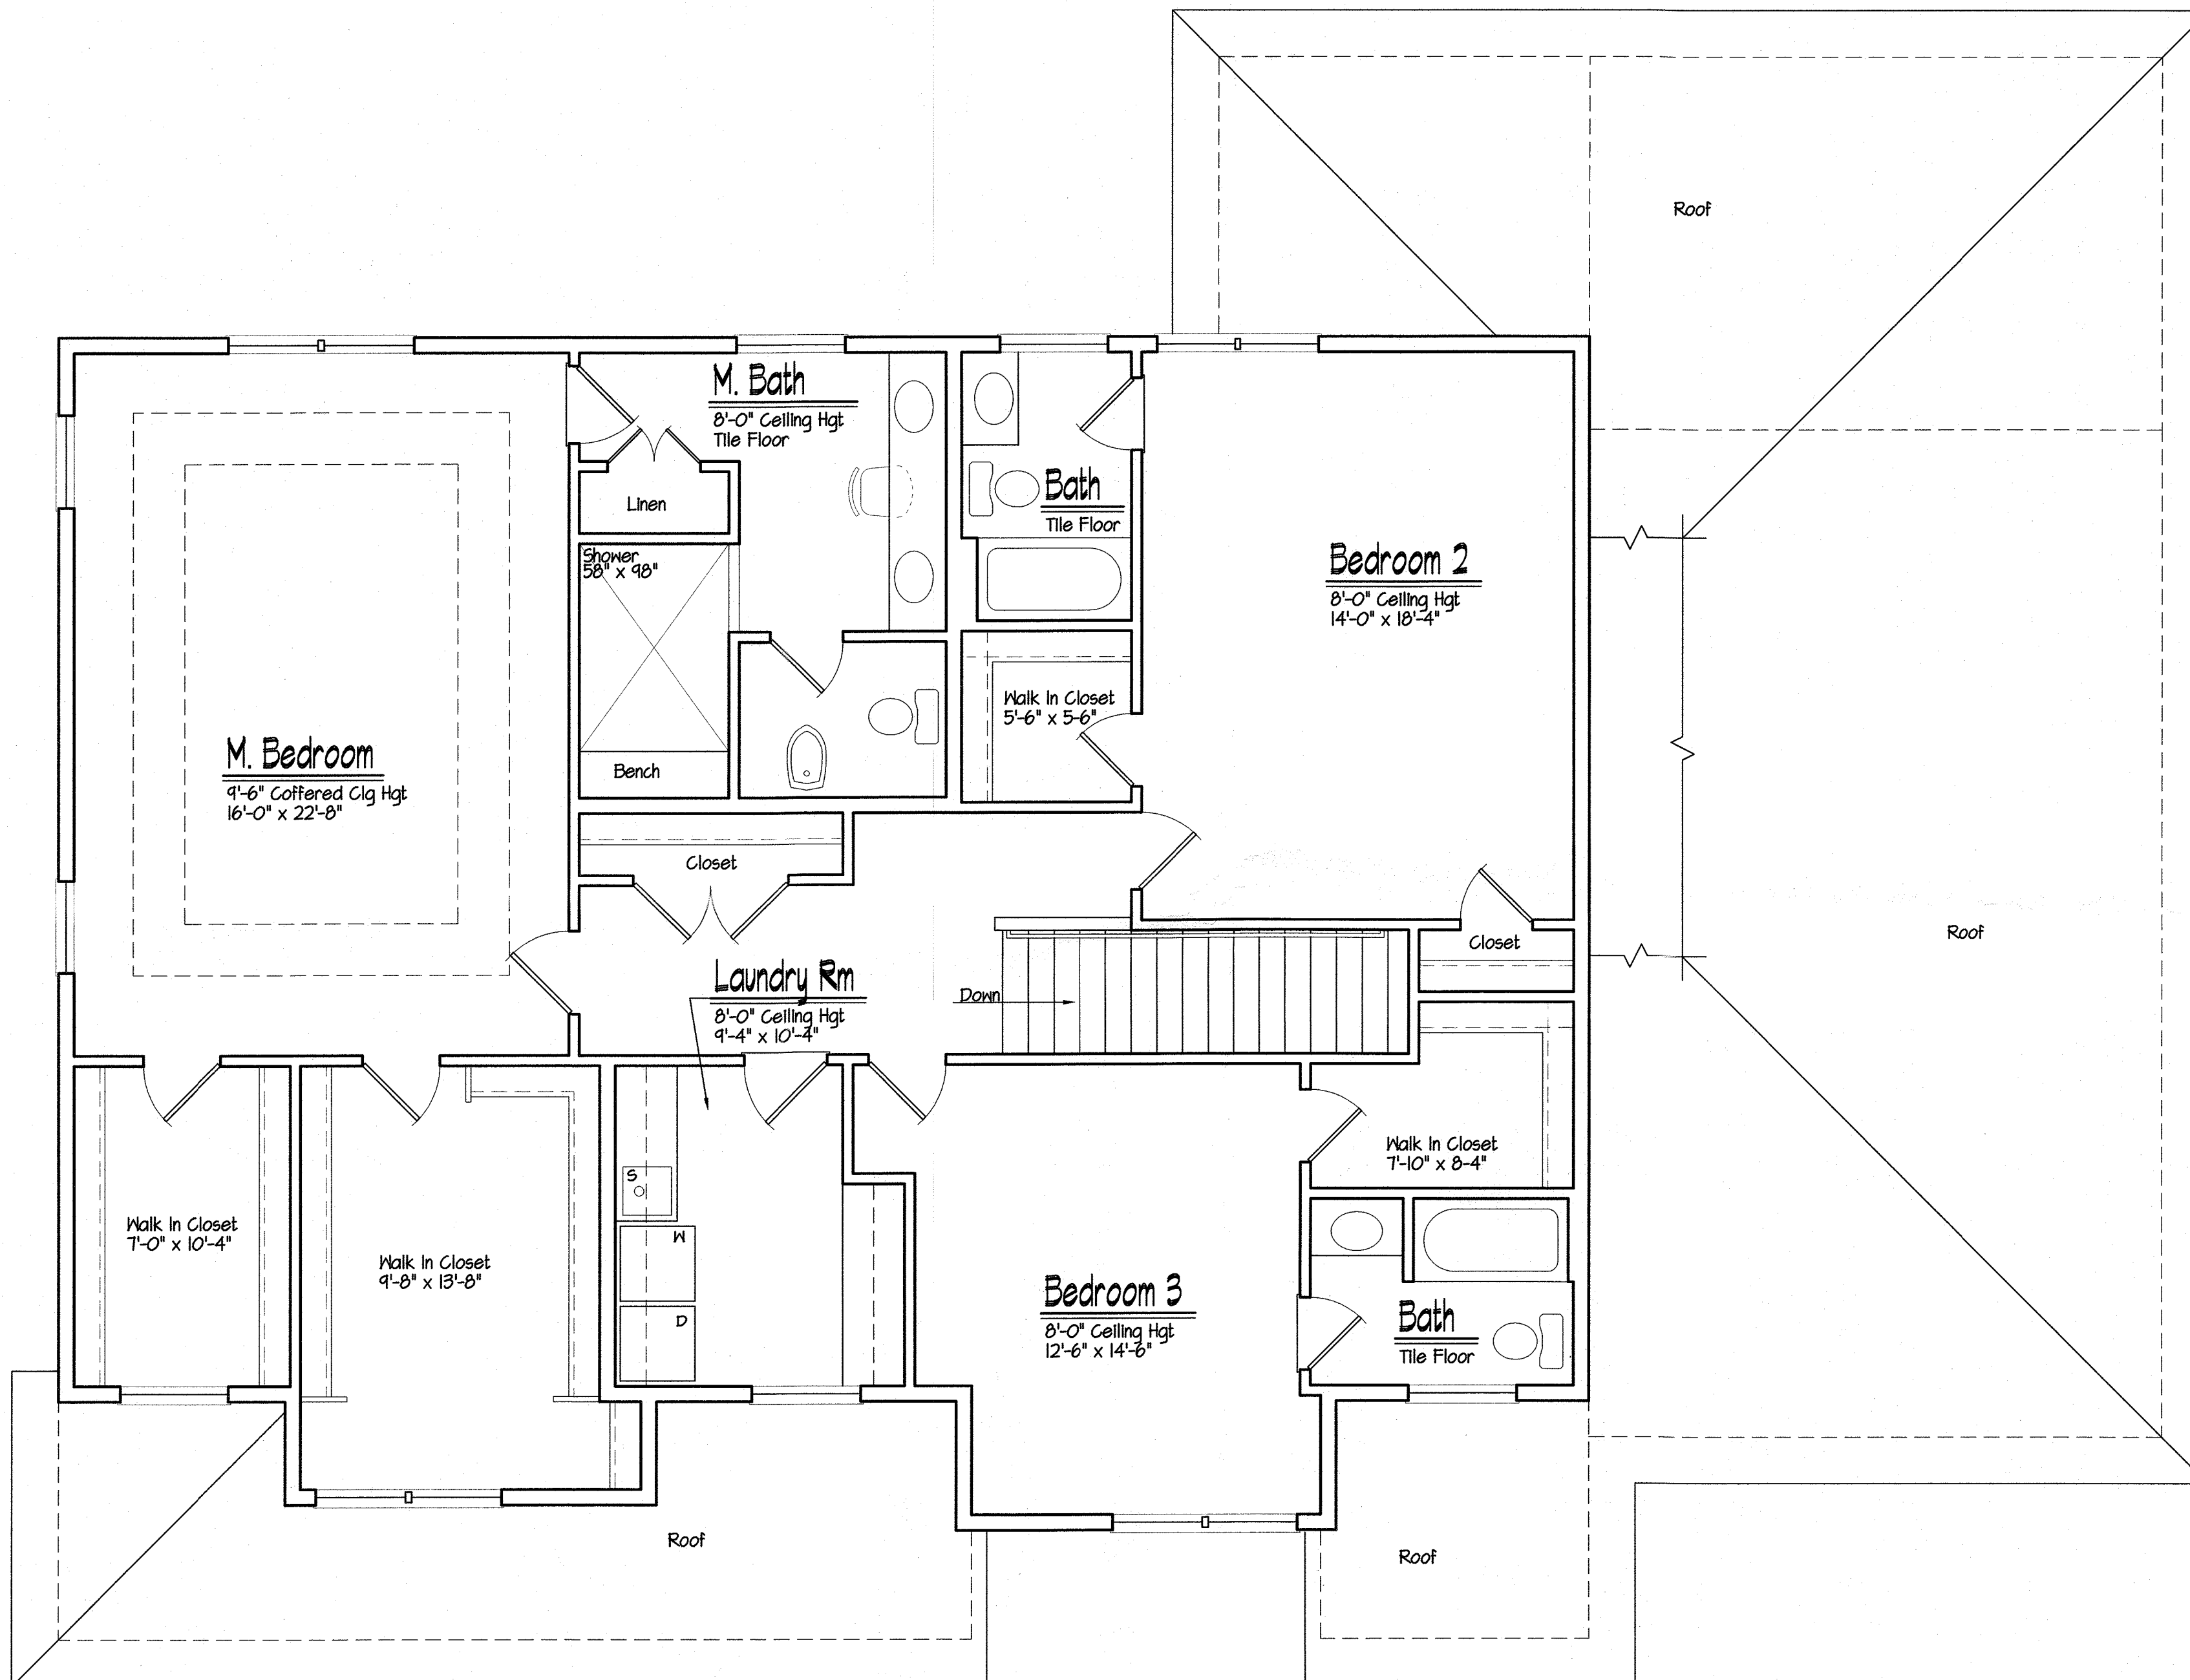 Roof
M. Bath
8'-0" Ceiling Hgt
Tile Floor
Linen
Bath
Tile Floor
Shower
58" x 98"
Bedroom 2
8'-0" Ceiling Hgt
14'-0" x 18'-4"
Walk In Closet
5'-6" x 5-6"
M. Bedroom
9'-6" Coffered Clg Hgt
16'-0" x 22'-8"
Bench
Closet
Closet
Roof
Laundry Rm
8'-0" Ceiling Hgt
9'-4" x 10'-4"
Down
Walk In Closet
7'-10" x 8-4"
S
W
D
Walk In Closet
7'-0" x 10'-4"
Walk In Closet
9'-8" x 13'-8"
Bedroom 3
8'-0" Ceiling Hgt
12'-6" x 14'-6"
Bath
Tile Floor
Roof
Roof